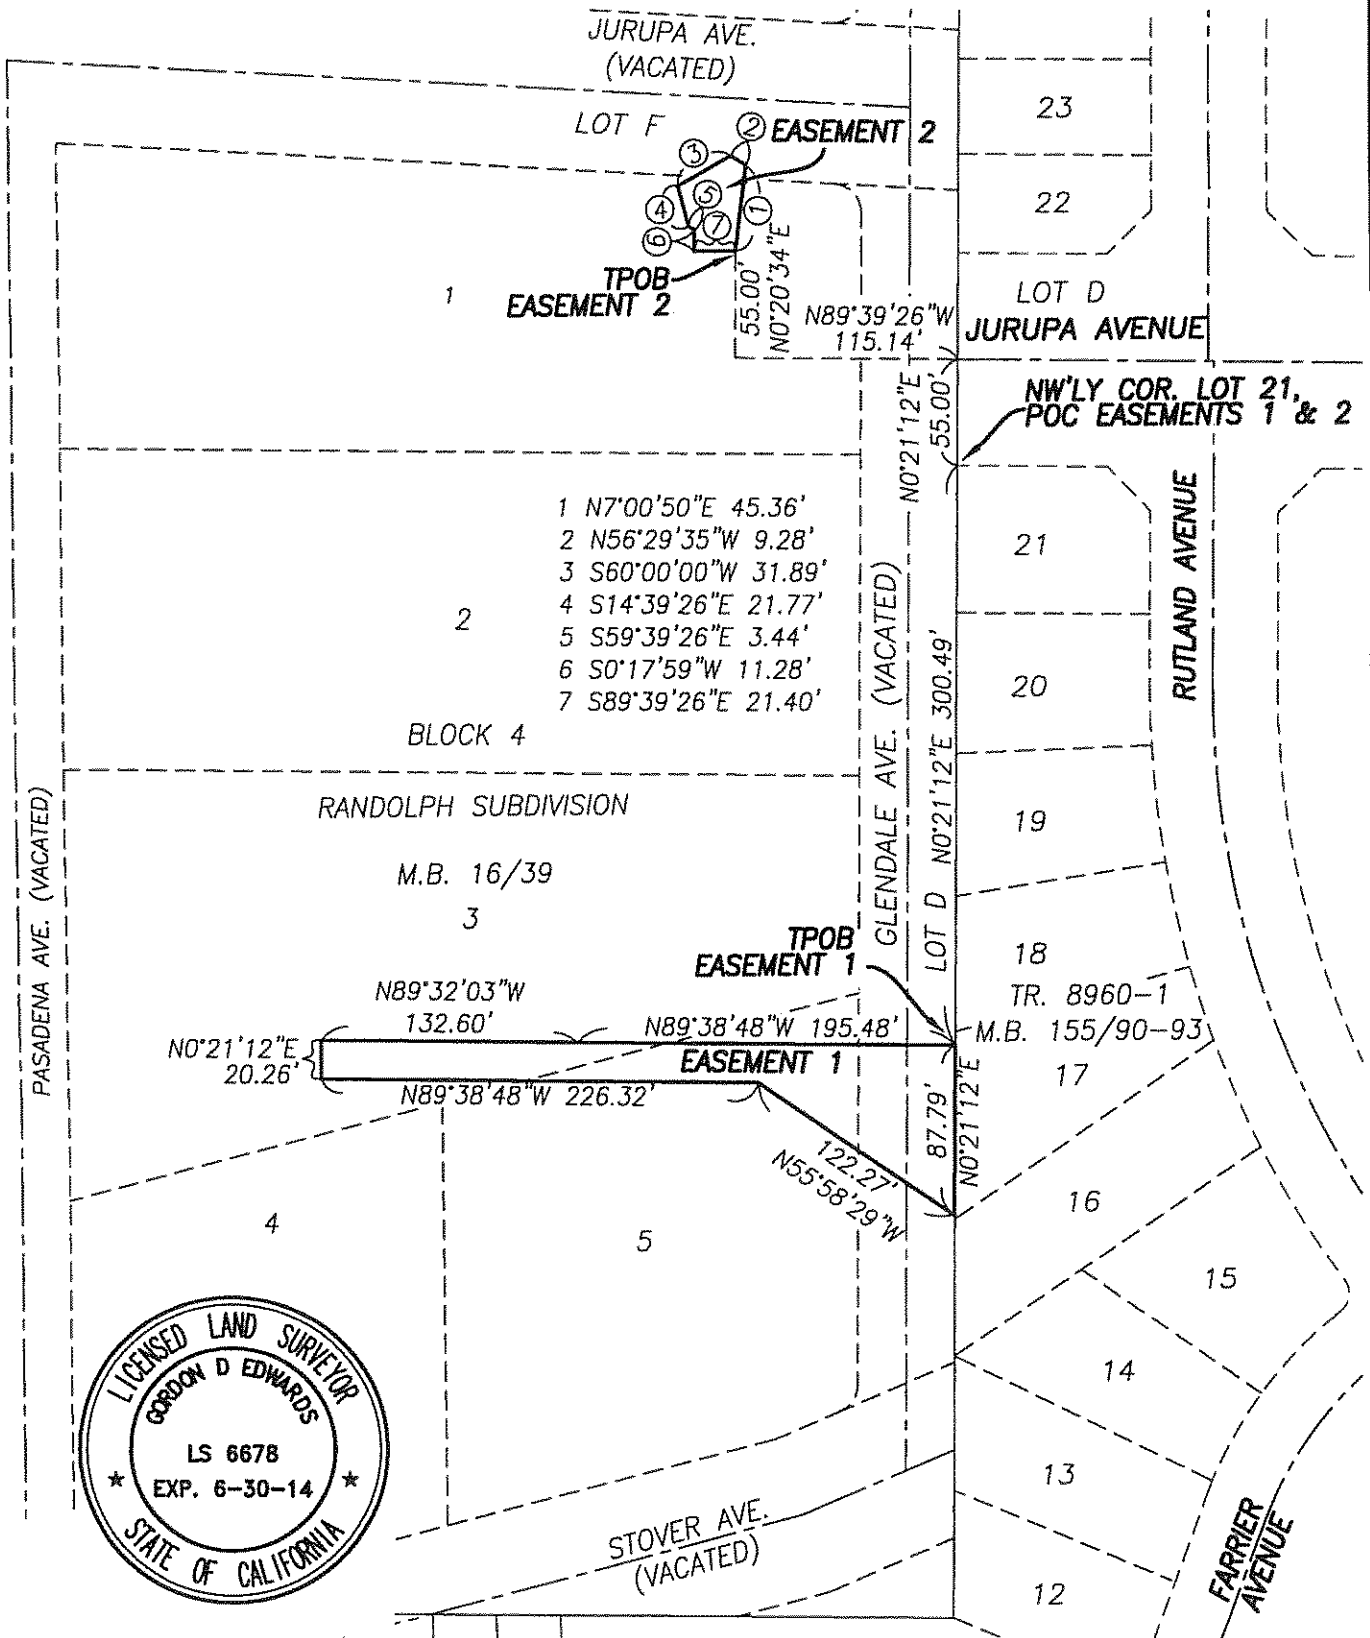 JURUPA AVE.
(VACATED)
LOT F
② EASEMENT 2
③
④
⑤
①
⑥
⑦
TPOB
EASEMENT 2
55.00'
N0°20'34"E
N89°39'26"W
115.14'
23
22
LOT D
JURUPA AVENUE
NW'LY COR. LOT 21,
POC EASEMENTS 1 & 2
N0°21'12"E
55.00'
1
1 N7°00'50"E 45.36'
2 N56°29'35"W 9.28'
3 S60°00'00"W 31.89'
4 S14°39'26"E 21.77'
5 S59°39'26"E 3.44'
6 S0°17'59"W 11.28'
7 S89°39'26"E 21.40'
2
BLOCK 4
RANDOLPH SUBDIVISION
M.B. 16/39
3
PASADENA AVE. (VACATED)
GLENDALE AVE. (VACATED)
LOT D N0°21'12"E 300.49'
RUTLAND AVENUE
21
20
19
18
TR. 8960-1
M.B. 155/90-93
17
16
15
14
13
12
TPOB
EASEMENT 1
N89°32'03"W
132.60'
N89°38'48"W 195.48'
EASEMENT 1
N0°21'12"E
20.26'
N89°38'48"W 226.32'
122.27'
N55°58'29"W
87.79'
N0°21'12"E
4
5
STOVER AVE.
(VACATED)
FARRIER
AVENUE
LICENSED LAND SURVEYOR
GORDON D EDWARDS
LS 6678
EXP. 6-30-14
★ ★
STATE OF CALIFORNIA